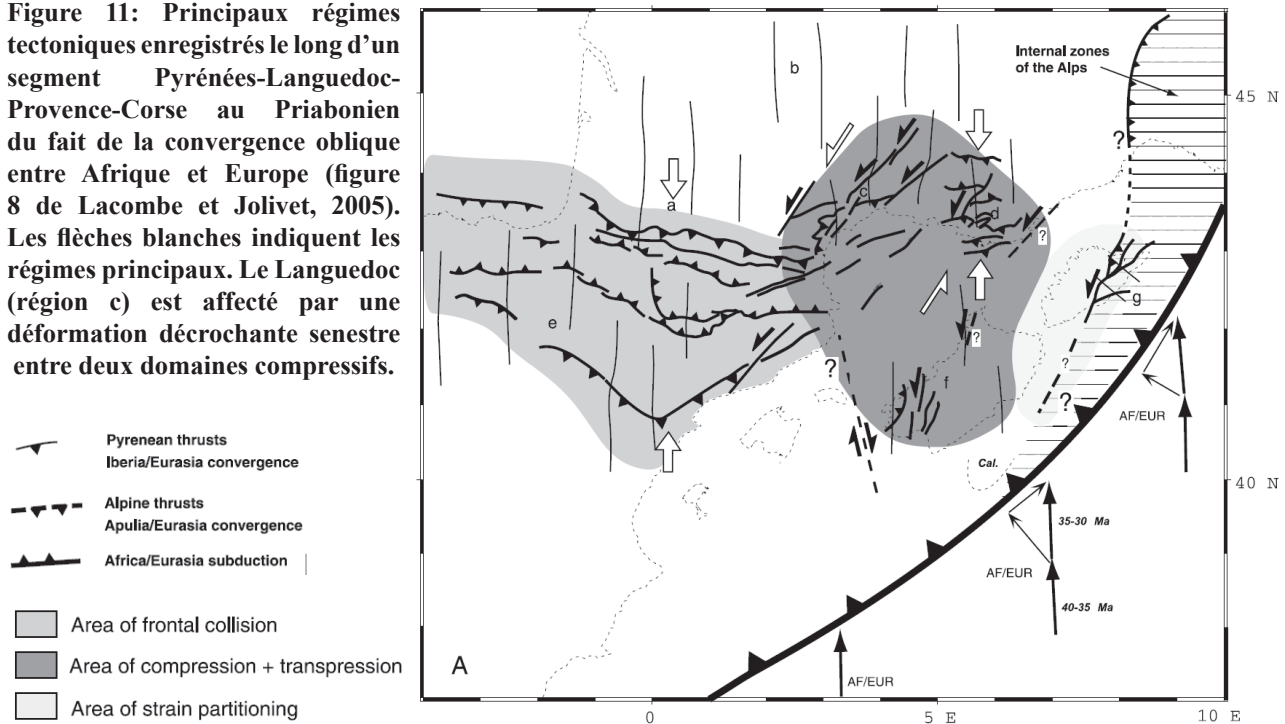 Figure 11: Principaux régimes
tectoniques enregistrés le long d’un
segment Pyrénées-Languedoc-
Provence-Corse au Priabonien
du fait de la convergence oblique
entre Afrique et Europe (figure
8 de Lacombe et Jolivet, 2005).
Les flèches blanches indiquent les
régimes principaux. Le Languedoc
(région c) est affecté par une
déformation décrochante senestre
entre deux domaines compressifs.
Pyrenean thrusts
Iberia/Eurasia convergence
Alpine thrusts
Apulia/Eurasia convergence
Africa/Eurasia subduction
Area of frontal collision
Area of compression + transpression
Area of strain partitioning
Internal zones
of the Alps
45 N
b
?
a
c
d
?
g
e
?
?
?
?
f
AF/EUR
Cal.
40 N
35-30 Ma
AF/EUR
40-35 Ma
A
AF/EUR
0
5 E
10 E